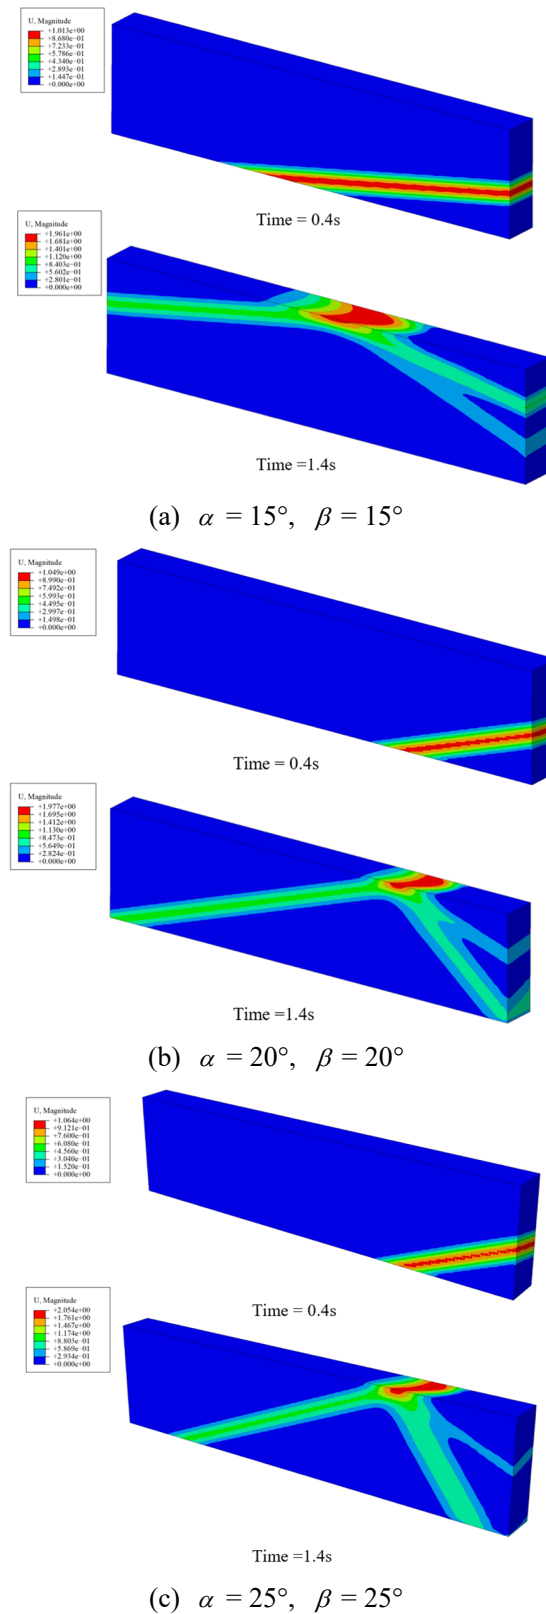 U, Magnitude
+1.013e+00
+8.680e−01
+7.233e−01
+5.786e−01
+4.340e−01
+2.893e−01
+1.447e−01
+0.000e+00
Time = 0.4s
U, Magnitude
+1.961e+00
+1.681e+00
+1.401e+00
+1.120e+00
+8.403e−01
+5.602e−01
+2.801e−01
+0.000e+00
Time =1.4s
(a) α = 15°, β = 15°
U, Magnitude
+1.049e+00
+8.990e−01
+7.492e−01
+5.993e−01
+4.495e−01
+2.997e−01
+1.498e−01
+0.000e+00
Time = 0.4s
U, Magnitude
+1.977e+00
+1.695e+00
+1.412e+00
+1.130e+00
+8.473e−01
+5.649e−01
+2.824e−01
+0.000e+00
Time =1.4s
(b) α = 20°, β = 20°
U, Magnitude
+1.064e+00
+9.121e−01
+7.600e−01
+6.080e−01
+4.560e−01
+3.040e−01
+1.520e−01
+0.000e+00
Time = 0.4s
U, Magnitude
+2.054e+00
+1.761e+00
+1.467e+00
+1.174e+00
+8.803e−01
+5.869e−01
+2.934e−01
+0.000e+00
Time =1.4s
(c) α = 25°, β = 25°